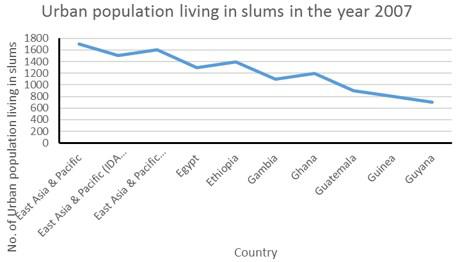 Urban population living in slums in the year 2007
No. of Urban population living in slums
1800
1600
1400
1200
1000
800
600
400
200
0
East Asia & Pacific
East Asia & Pacific (IDA...
East Asia & Pacific...
Egypt
Ethiopia
Gambia
Ghana
Guatemala
Guinea
Guyana
Country